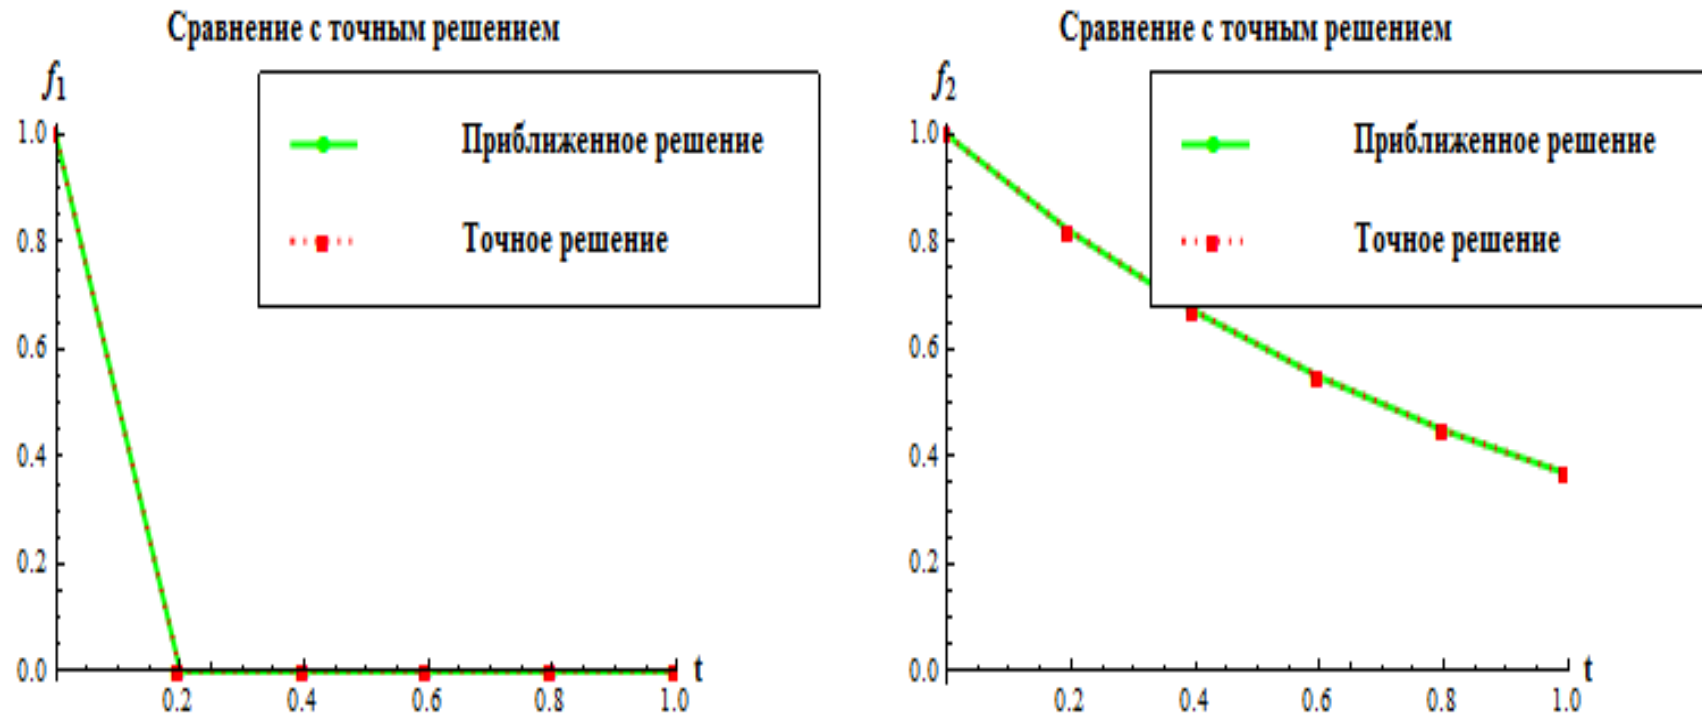 Сравнение с точным решением
f1
Приближенное решение
Точное решение
1.0
0.8
0.6
0.4
0.2
0.0
0.2 0.4 0.6 0.8 1.0 t
Сравнение с точным решением
f2
Приближенное решение
Точное решение
1.0
0.8
0.6
0.4
0.2
0.0
0.2 0.4 0.6 0.8 1.0 t